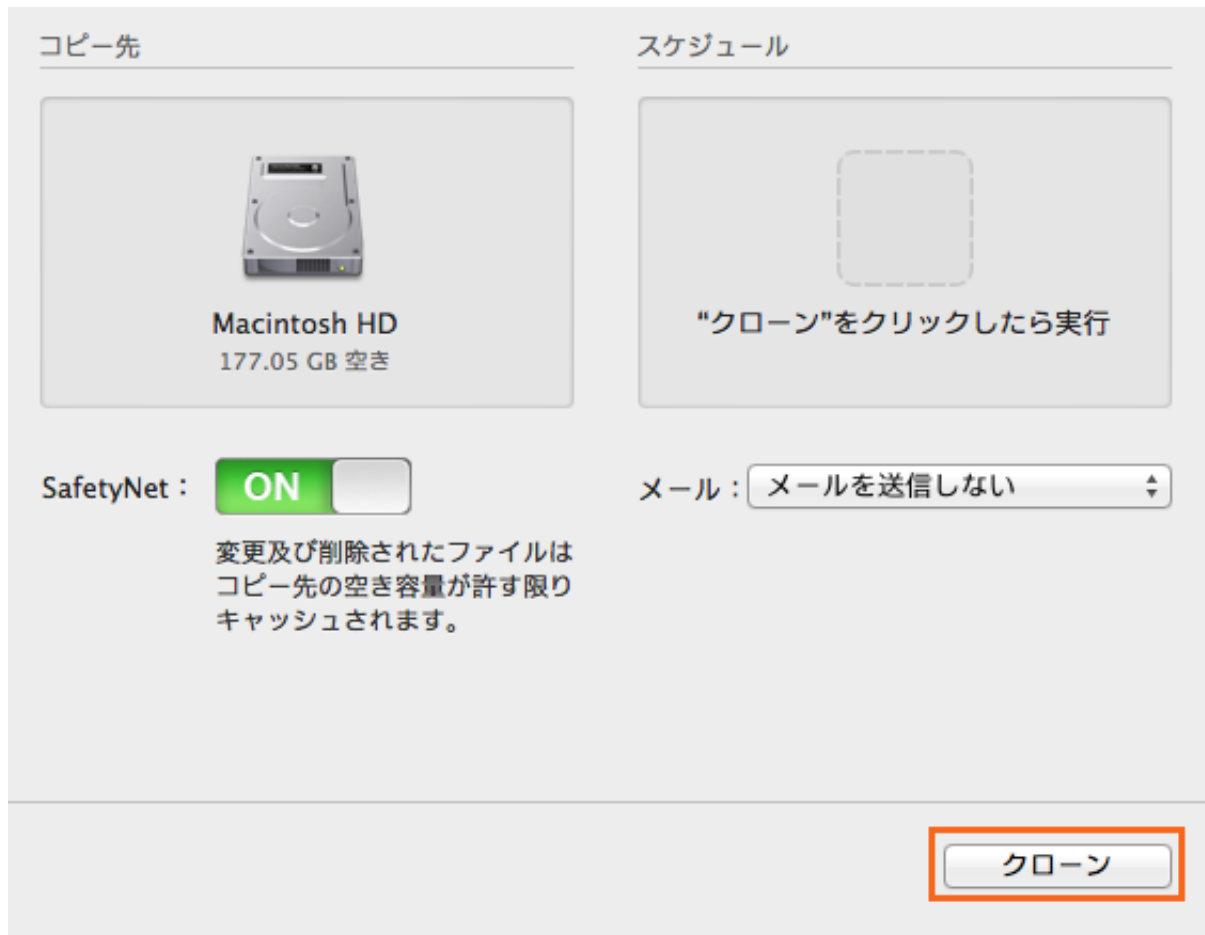 コピー先
スケジュール
Macintosh HD
177.05 GB 空き
“クローン”をクリックしたら実行
SafetyNet：
ON
変更及び削除されたファイルは
コピー先の空き容量が許す限り
キャッシュされます。
メール：
メールを送信しない
クローン